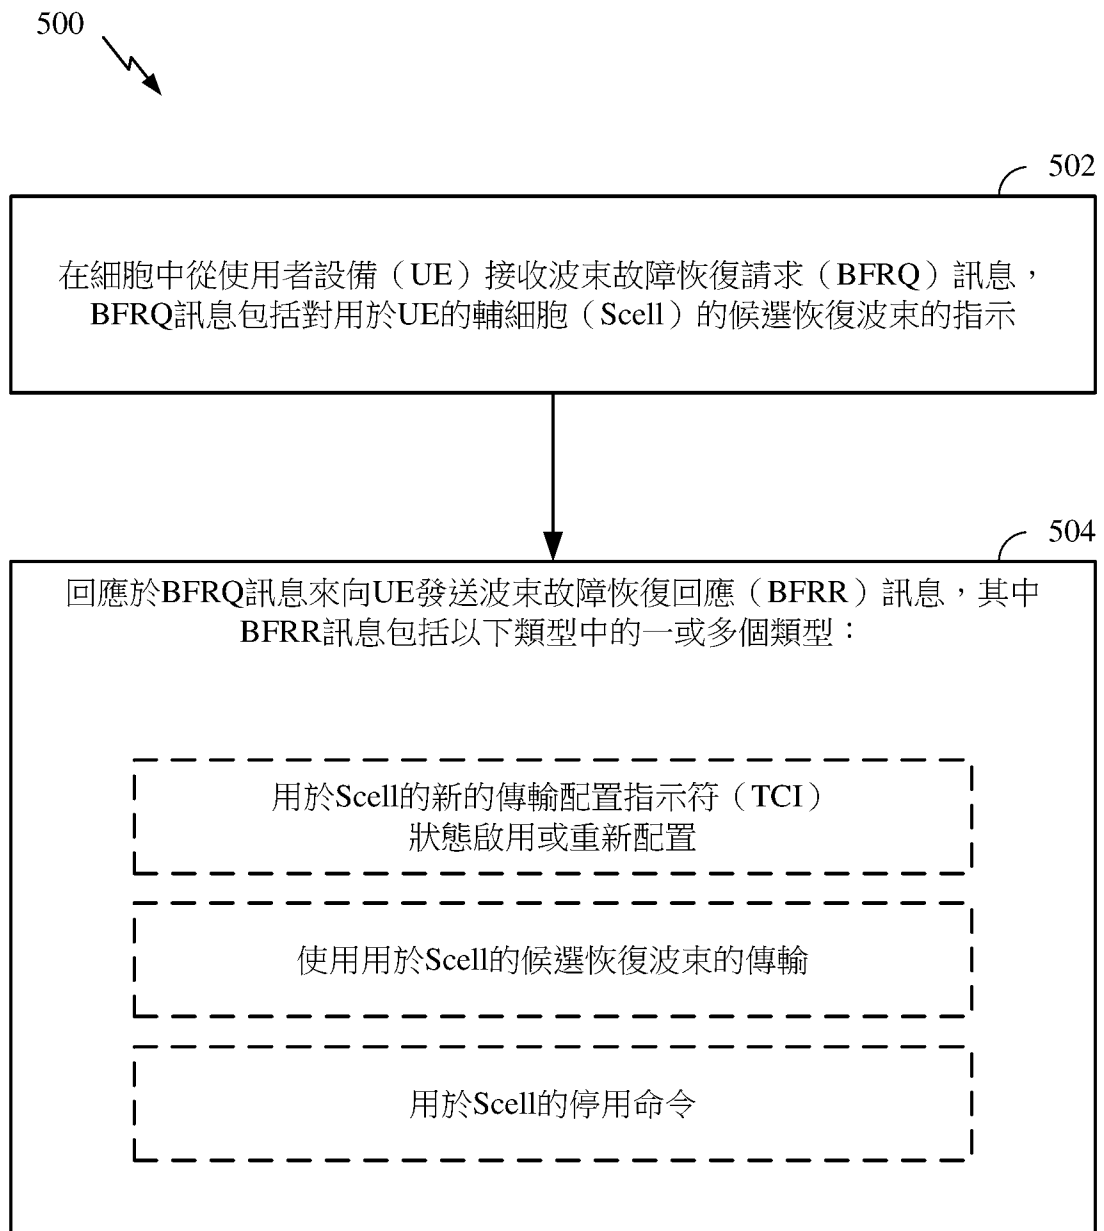 500
502
在細胞中從使用者設備（UE）接收波束故障恢復請求（BFRQ）訊息，
BFRQ訊息包括對用於UE的輔細胞（Scell）的候選恢復波束的指示
504
回應於BFRQ訊息來向UE發送波束故障恢復回應（BFRR）訊息，其中
BFRR訊息包括以下類型中的一或多個類型：
用於Scell的新的傳輸配置指示符（TCI）
狀態啟用或重新配置
使用用於Scell的候選恢復波束的傳輸
用於Scell的停用命令